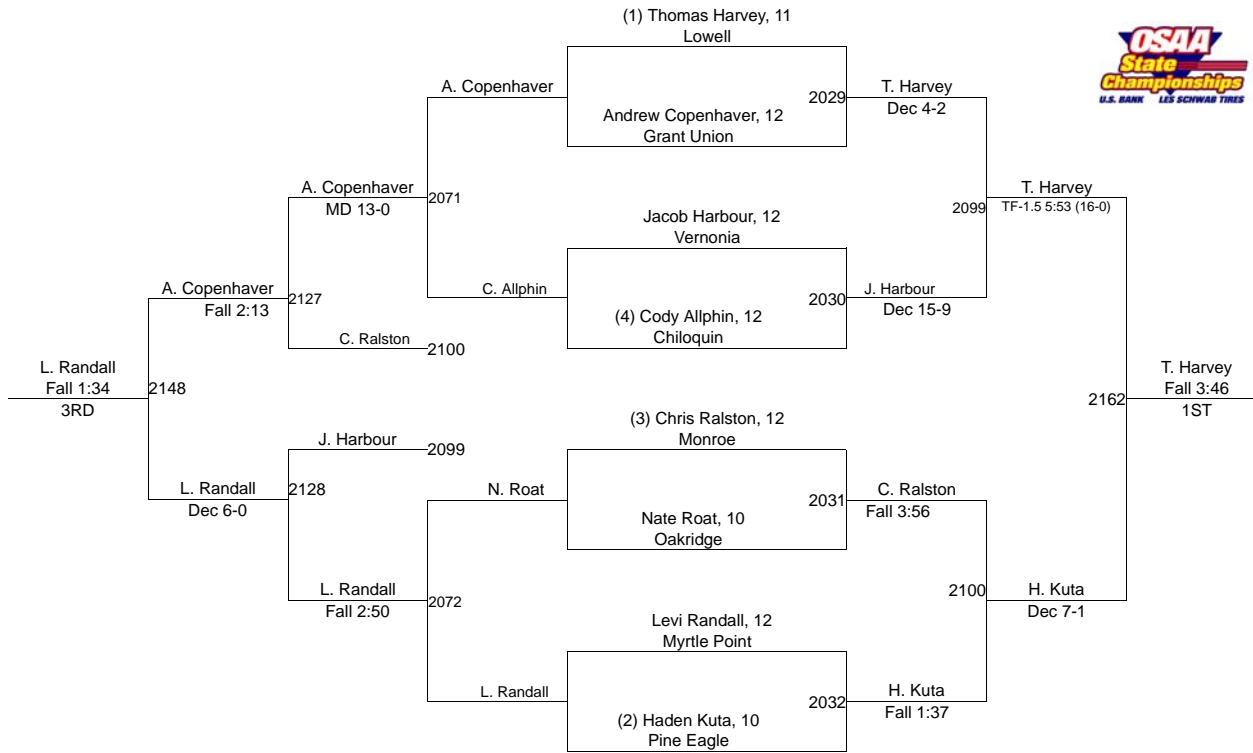 (1) Thomas Harvey, 11
Lowell
OSAA
State
Championships
U.S. BANK LES SCHWAB TIRES
A. Copenhaver
2029
T. Harvey
Dec 4-2
Andrew Copenhaver, 12
Grant Union
A. Copenhaver
MD 13-0
2071
2099
T. Harvey
TF-1.5 5:53 (16-0)
Jacob Harbour, 12
Vernonia
A. Copenhaver
Fall 2:13
2127
C. Allphin
2030
J. Harbour
Dec 15-9
(4) Cody Allphin, 12
Chiloquin
C. Ralston
2100
L. Randall
Fall 1:34
3RD
2148
2162
T. Harvey
Fall 3:46
1ST
(3) Chris Ralston, 12
Monroe
J. Harbour
2099
L. Randall
Dec 6-0
2128
N. Roat
2031
C. Ralston
Fall 3:56
Nate Roat, 10
Oakridge
L. Randall
Fall 2:50
2072
2100
H. Kuta
Dec 7-1
Levi Randall, 12
Myrtle Point
L. Randall
2032
H. Kuta
Fall 1:37
(2) Haden Kuta, 10
Pine Eagle